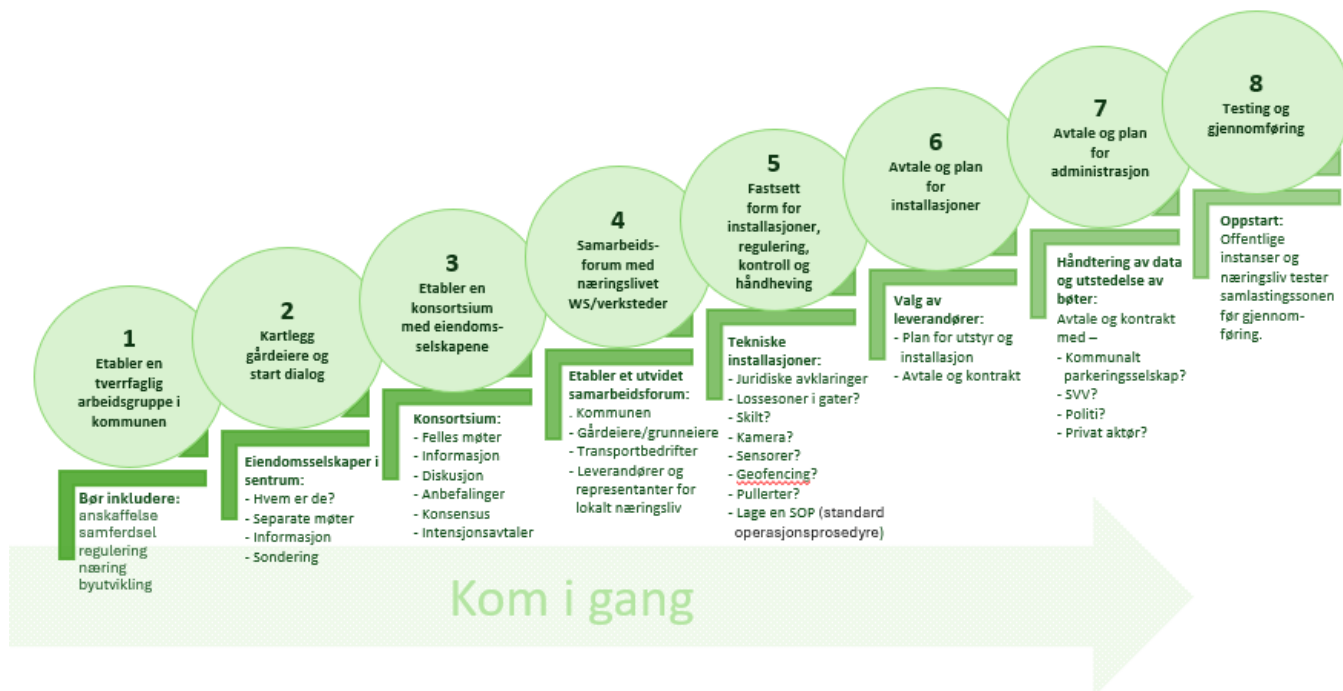 1
Etabler en
tverrfaglig
arbeidsgruppe i
kommunen
Bør inkludere:
anskaffelse
samferdsel
regulering
næring
byutvikling
2
Kartlegg
gårdeiere og
start dialog
Eiendomsselskaper i
sentrum:
- Hvem er de?
- Separate møter
- Informasjon
- Sondering
3
Etabler en
konsortsium
med eiendoms-
selskapene
Konsortsium:
- Felles møter
- Informasjon
- Diskusjon
- Anbefalinger
- Konsensus
- Intensjonsavtaler
4
Samarbeids-
forum med
næringslivet
WS/verksteder
Etabler et utvidet
samarbeidsforum:
. Kommunen
- Gårdeiere/grunneiere
- Transportbedrifter
- Leverandører og
representanter for
lokalt næringsliv
5
Fastsett
form for
installasjoner,
regulering,
kontroll og
håndheving
Tekniske
installasjoner:
- Juridiske avklaringer
- Lossesoner i gater?
- Skilt?
- Kamera?
- Sensorer?
- Geofencing?
- Pullerter?
- Lage en SOP (standard
operasjonsprosedyre)
6
Avtale og plan
for
installasjoner
Valg av
leverandører:
- Plan for utstyr og
installasjon
- Avtale og kontrakt
7
Avtale og plan
for
administrasjon
Håndtering av data
og utstedelse av
bøter:
Avtale og kontrakt
med –
- Kommunalt
parkeringsselskap?
- SVV?
- Politi?
- Privat aktør?
8
Testing og
gjennomføring
Oppstart:
Offentlige
instanser og
næringsliv tester
samlastingssonen
før gjennom-
føring.
Kom i gang